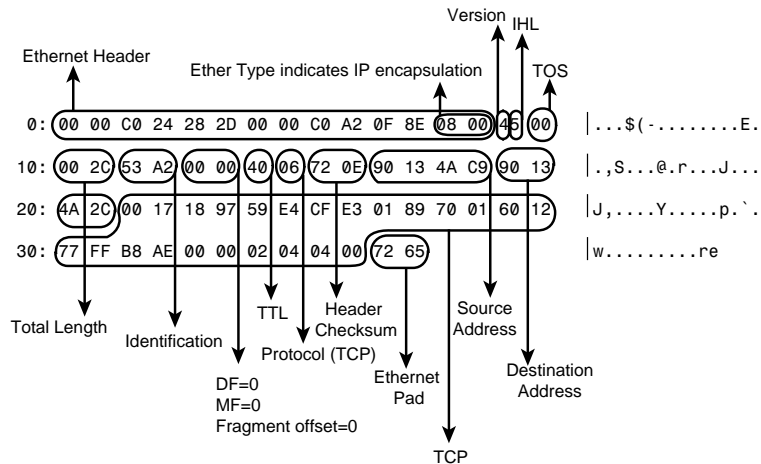 Version
IHL
Ethernet Header
Ether Type indicates IP encapsulation
TOS
0: 00 00 C0 24 28 2D 00 00 C0 A2 0F 8E 08 00 45 00 |...$(-........E.
10: 00 2C 53 A2 00 00 40 06 72 0E 90 13 4A C9 90 13 |.,S...@.r...J...
20: 4A 2C 00 17 18 97 59 E4 CF E3 01 89 70 01 60 12 |J,....Y.....p.`.
30: 77 FF B8 AE 00 00 02 04 04 00 72 65 |w.........re
Total Length
Identification
TTL
Header
Checksum
Source
Address
Protocol (TCP)
Ethernet
Pad
Destination
Address
DF=0
MF=0
Fragment offset=0
TCP